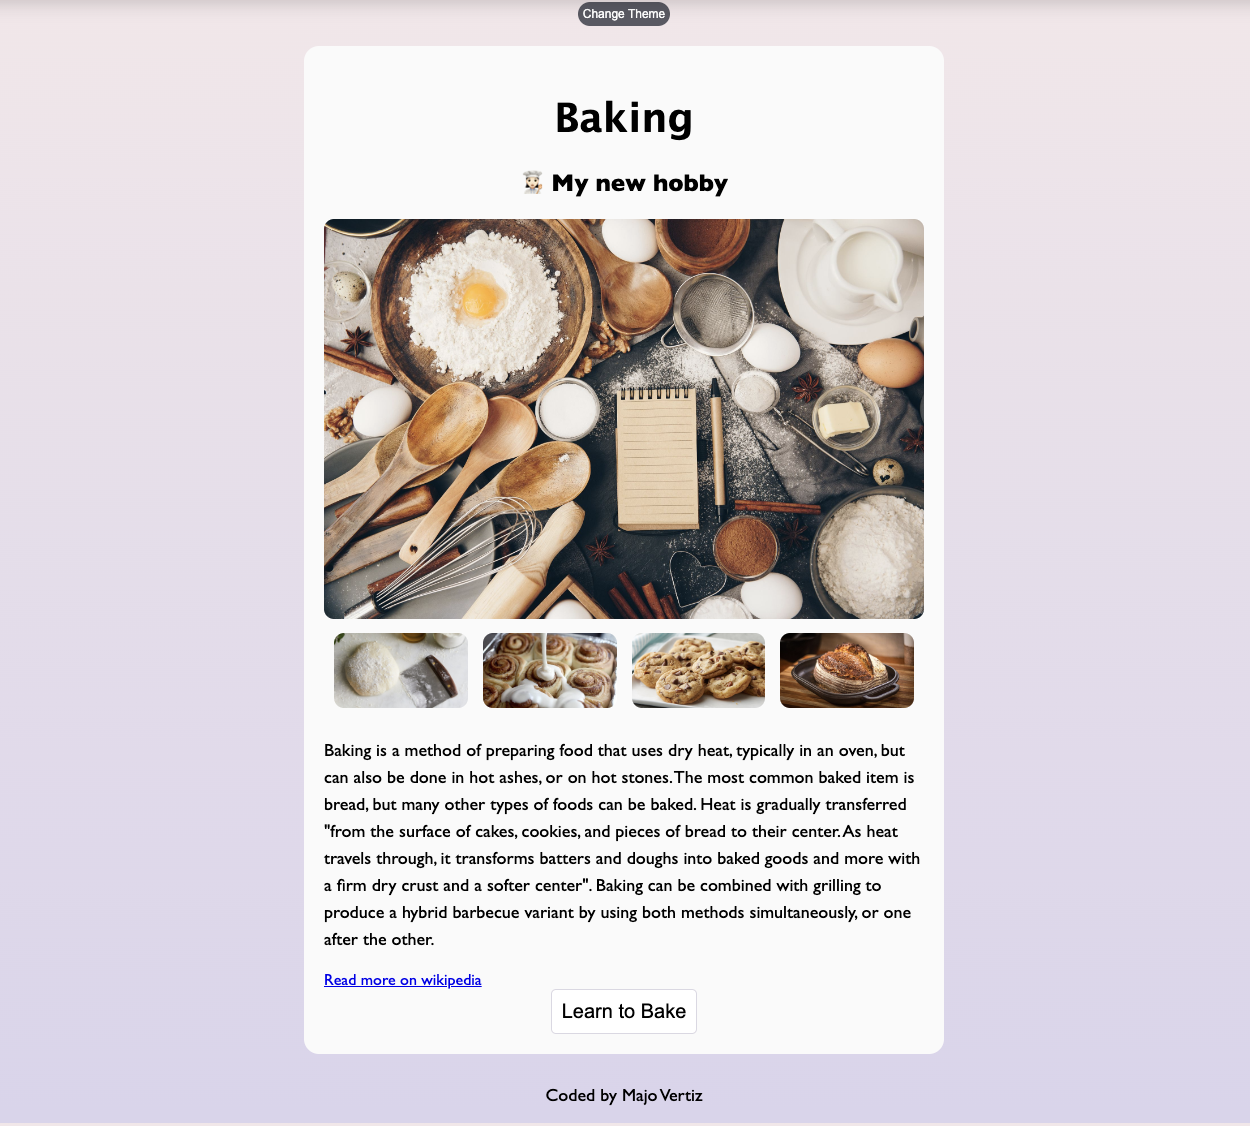 Change Theme
Baking
👩🏻‍🍳 My new hobby
Baking is a method of preparing food that uses dry heat, typically in an oven, but
can also be done in hot ashes, or on hot stones. The most common baked item is
bread, but many other types of foods can be baked. Heat is gradually transferred
"from the surface of cakes, cookies, and pieces of bread to their center. As heat
travels through, it transforms batters and doughs into baked goods and more with
a firm dry crust and a softer center". Baking can be combined with grilling to
produce a hybrid barbecue variant by using both methods simultaneously, or one
after the other.
Read more on wikipedia
Learn to Bake
Coded by Majo Vertiz